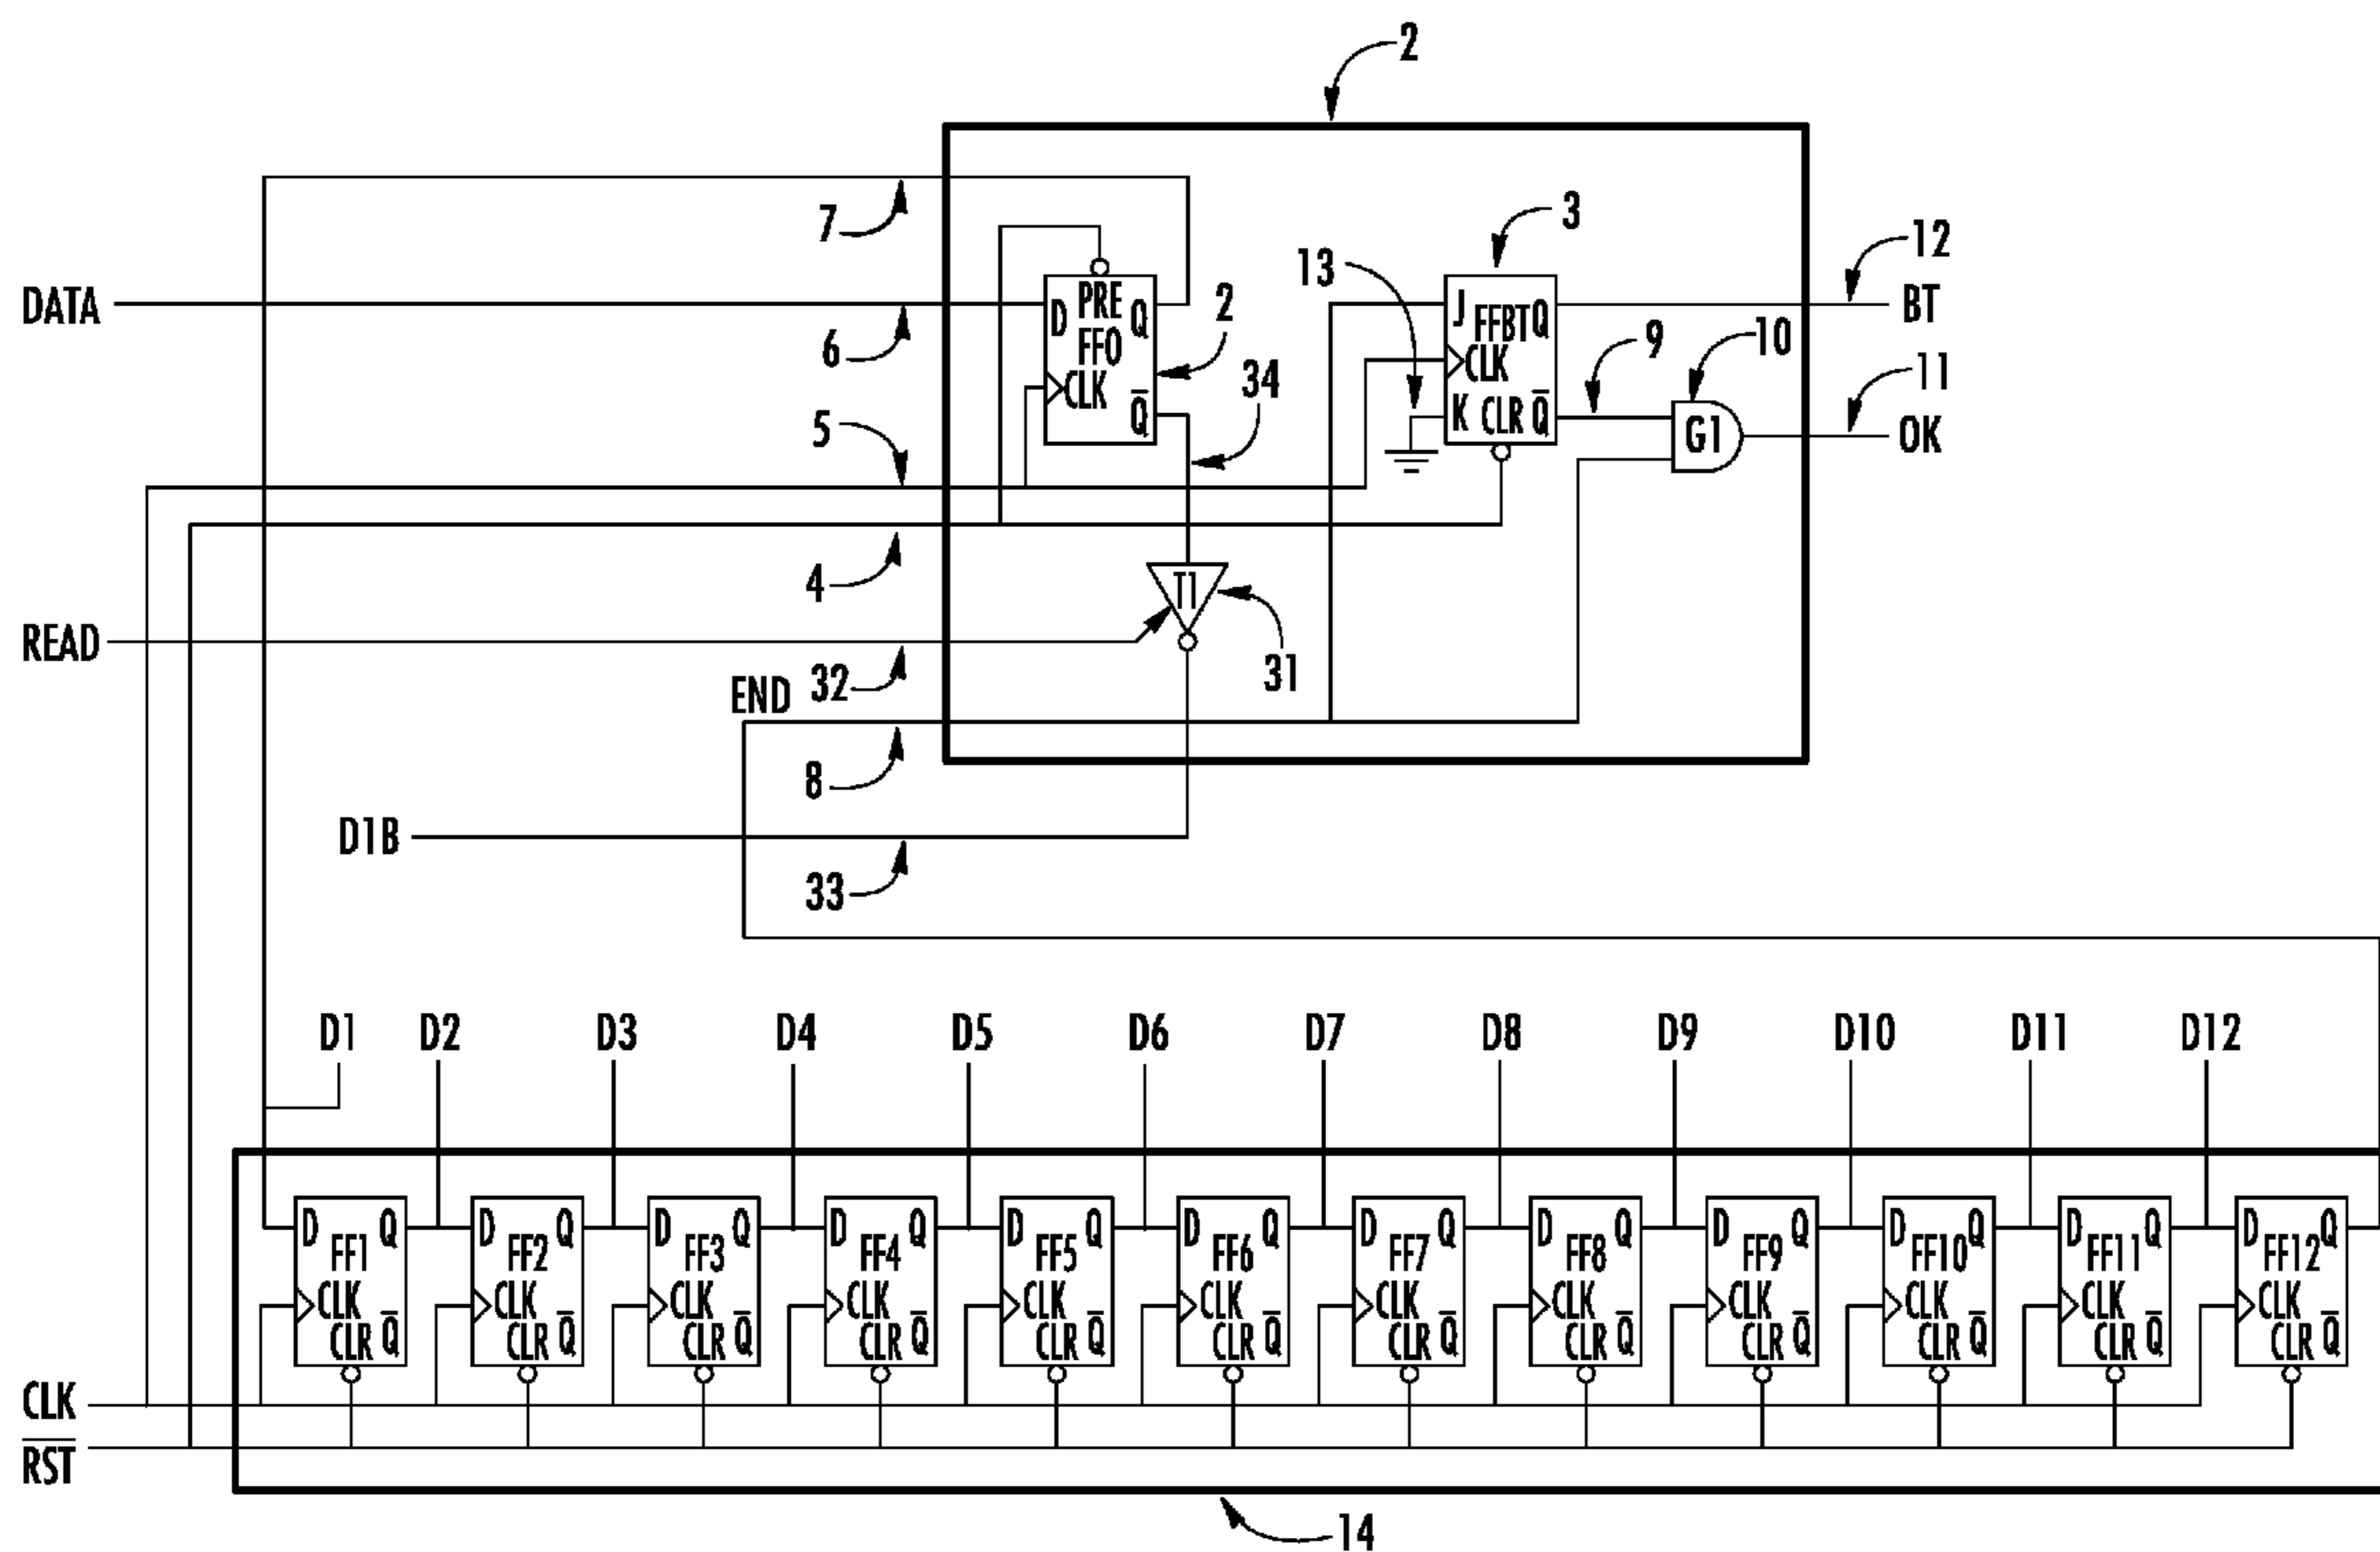 2
7
3
13
12
DATA
D PRE Q
FF0
CLK
Q̅
2
J FFBT Q
CLK
K CLR Q̅
BT
9
10
11
G1
OK
6
34
5
4
T1
READ
31
END
32
8
D1B
33
D1 D2 D3 D4 D5 D6 D7 D8 D9 D10 D11 D12
D Q D Q D Q D Q D Q D Q D Q D Q D Q D Q D Q D Q
FF1 FF2 FF3 FF4 FF5 FF6 FF7 FF8 FF9 FF10 FF11 FF12
CLK CLK CLK CLK CLK CLK CLK CLK CLK CLK CLK CLK
CLR Q̅ CLR Q̅ CLR Q̅ CLR Q̅ CLR Q̅ CLR Q̅ CLR Q̅ CLR Q̅ CLR Q̅ CLR Q̅ CLR Q̅ CLR Q̅
CLK
R̅S̅T̅
14